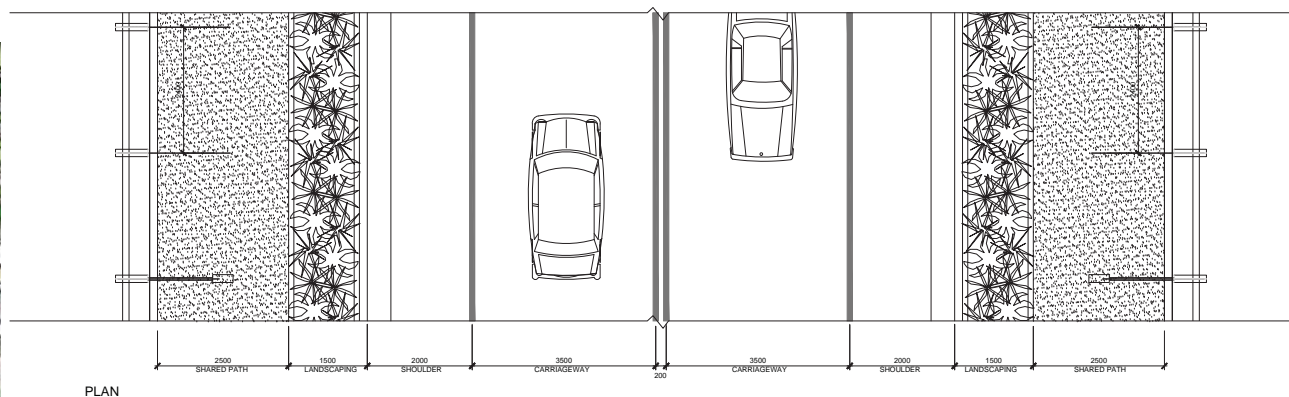 2500 1500 2000 3500 3500 2000 1500 2500
SHARED PATH LANDSCAPING SHOULDER CARRIAGEWAY CARRIAGEWAY SHOULDER LANDSCAPING SHARED PATH
200
PLAN